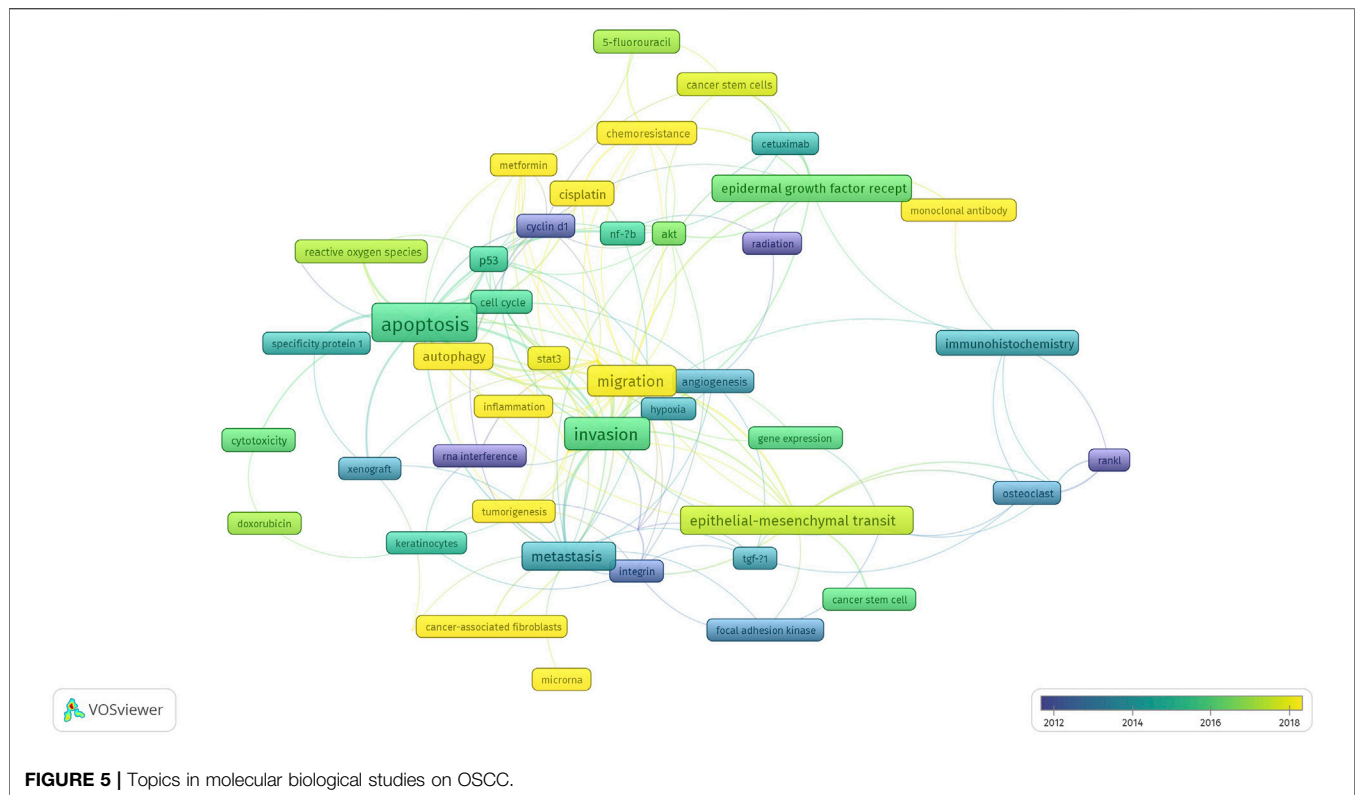 5-fluorouracil
cancer stem cells
chemoresistance
cetuximab
metformin
cisplatin
epidermal growth factor recept
monoclonal antibody
cyclin d1
nf-?b
akt
radiation
reactive oxygen species
p53
cell cycle
apoptosis
specificity protein 1
immunohistochemistry
autophagy
stat3
migration
angiogenesis
inflammation
hypoxia
invasion
gene expression
cytotoxicity
rna interference
xenograft
rankl
osteoclast
doxorubicin
tumorigenesis
epithelial-mesenchymal transit
keratinocytes
metastasis
tgf-?1
integrin
cancer stem cell
cancer-associated fibroblasts
focal adhesion kinase
microrna
VOSviewer
2012 2014 2016 2018
FIGURE 5 | Topics in molecular biological studies on OSCC.